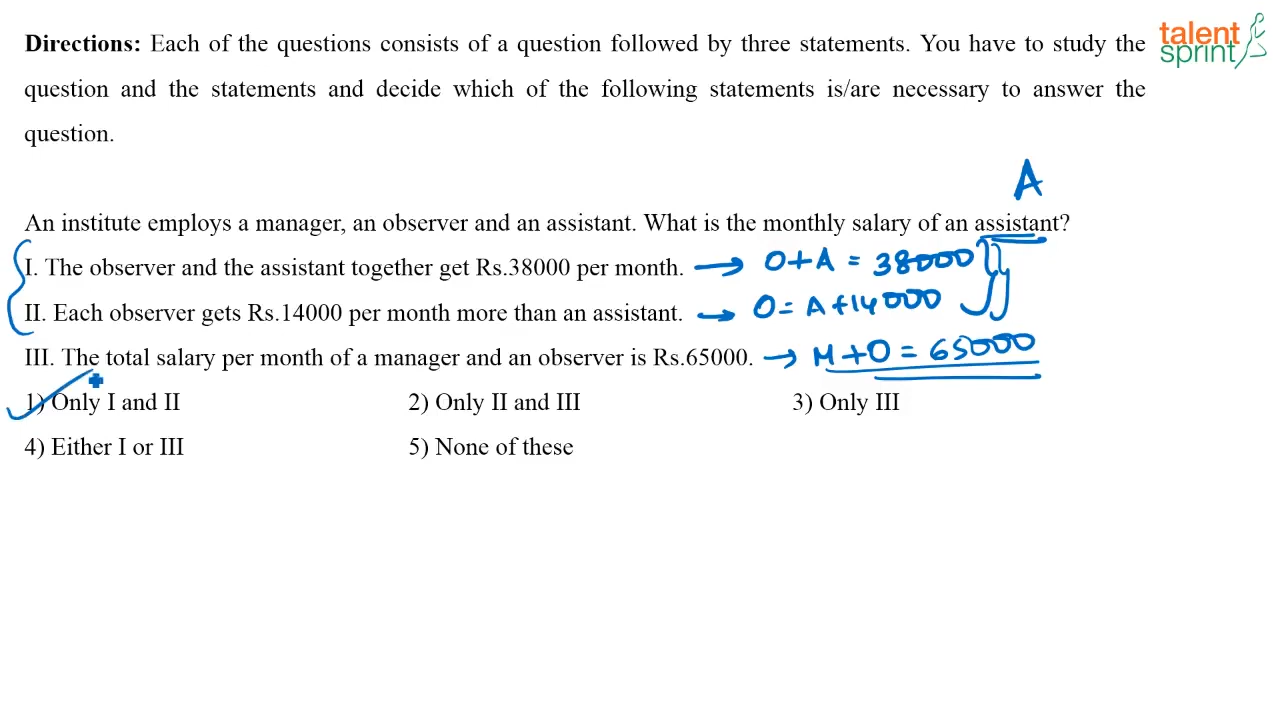 talent
sprint
Directions: Each of the questions consists of a question followed by three statements. You have to study the
question and the statements and decide which of the following statements is/are necessary to answer the
question.
A
An institute employs a manager, an observer and an assistant. What is the monthly salary of an assistant?
I. The observer and the assistant together get Rs.38000 per month. → O+A = 38000
II. Each observer gets Rs.14000 per month more than an assistant. → O = A+14000
III. The total salary per month of a manager and an observer is Rs.65000. → M+O = 65000
1) Only I and II 2) Only II and III 3) Only III
4) Either I or III 5) None of these